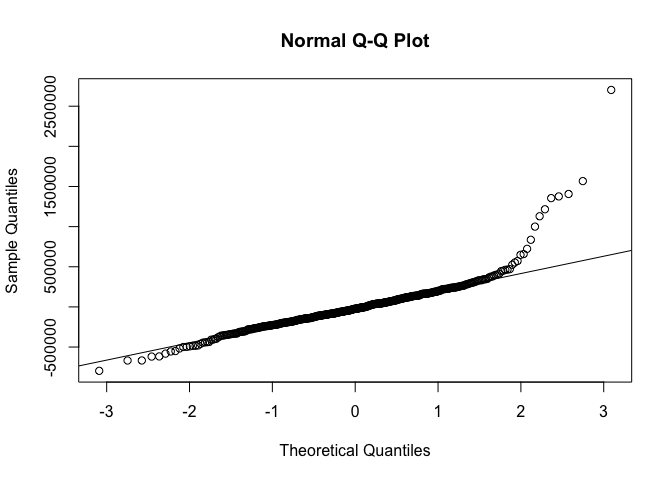 Normal Q-Q Plot
Sample Quantiles
2500000
1500000
500000
-500000
-3 -2 -1 0 1 2 3
Theoretical Quantiles